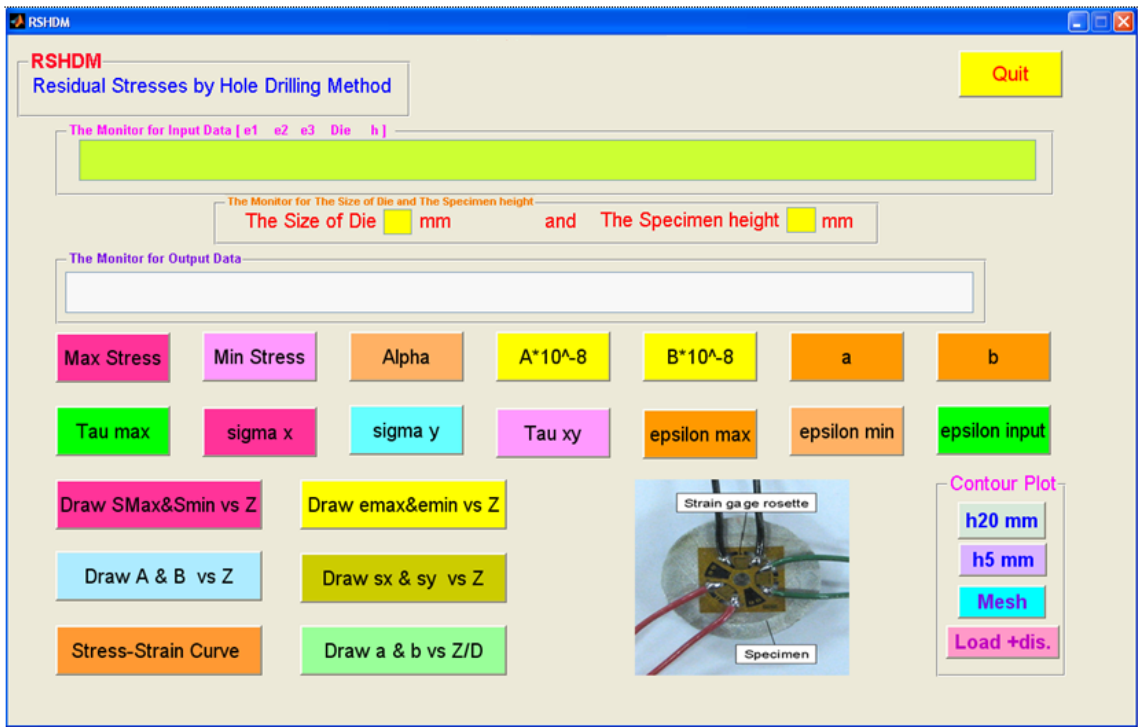 RSHDM
RSHDM
Residual Stresses by Hole Drilling Method
Quit
The Monitor for Input Data [ e1 e2 e3 Die h ]
The Monitor for The Size of Die and The Specimen height
The Size of Die mm and The Specimen height mm
The Monitor for Output Data
Max Stress Min Stress Alpha A*10^-8 B*10^-8 a b
Tau max sigma x sigma y Tau xy epsilon max epsilon min epsilon input
Draw SMax&Smin vs Z Draw emax&emin vs Z
Draw A & B vs Z Draw sx & sy vs Z
Stress-Strain Curve Draw a & b vs Z/D
Strain gage rosette
Specimen
Contour Plot
h20 mm
h5 mm
Mesh
Load +dis.